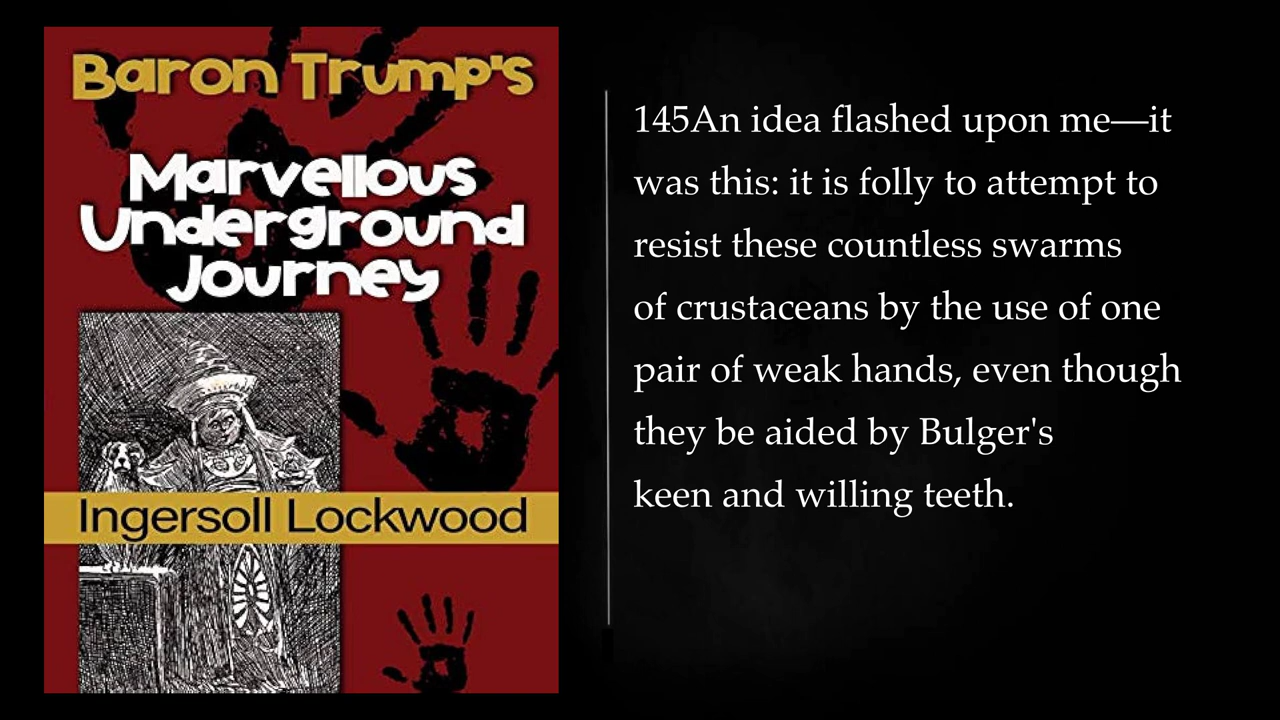 Baron Trump's
Marvellous
Underground
Journey
Ingersoll Lockwood
145An idea flashed upon me—it
was this: it is folly to attempt to
resist these countless swarms
of crustaceans by the use of one
pair of weak hands, even though
they be aided by Bulger's
keen and willing teeth.